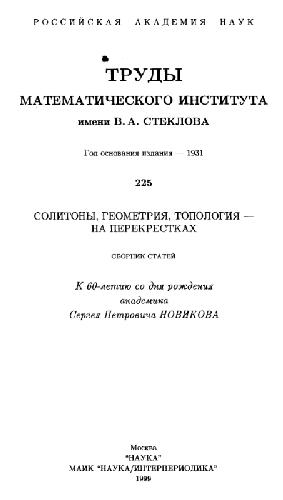 РОССИЙСКАЯ АКАДЕМИЯ НАУК
ТРУДЫ
МАТЕМАТИЧЕСКОГО ИНСТИТУТА
имени В. А. СТЕКЛОВА
Год основания издания — 1931
225
СОЛИТОНЫ, ГЕОМЕТРИЯ, ТОПОЛОГИЯ —
НА ПЕРЕКРЕСТКАХ
СБОРНИК СТАТЕЙ
К 60-летию со дня рождения
академика
Сергея Петровича НОВИКОВА
Москва
"НАУКА"
МАИК "НАУКА/ИНТЕРПЕРИОДИКА"
1999